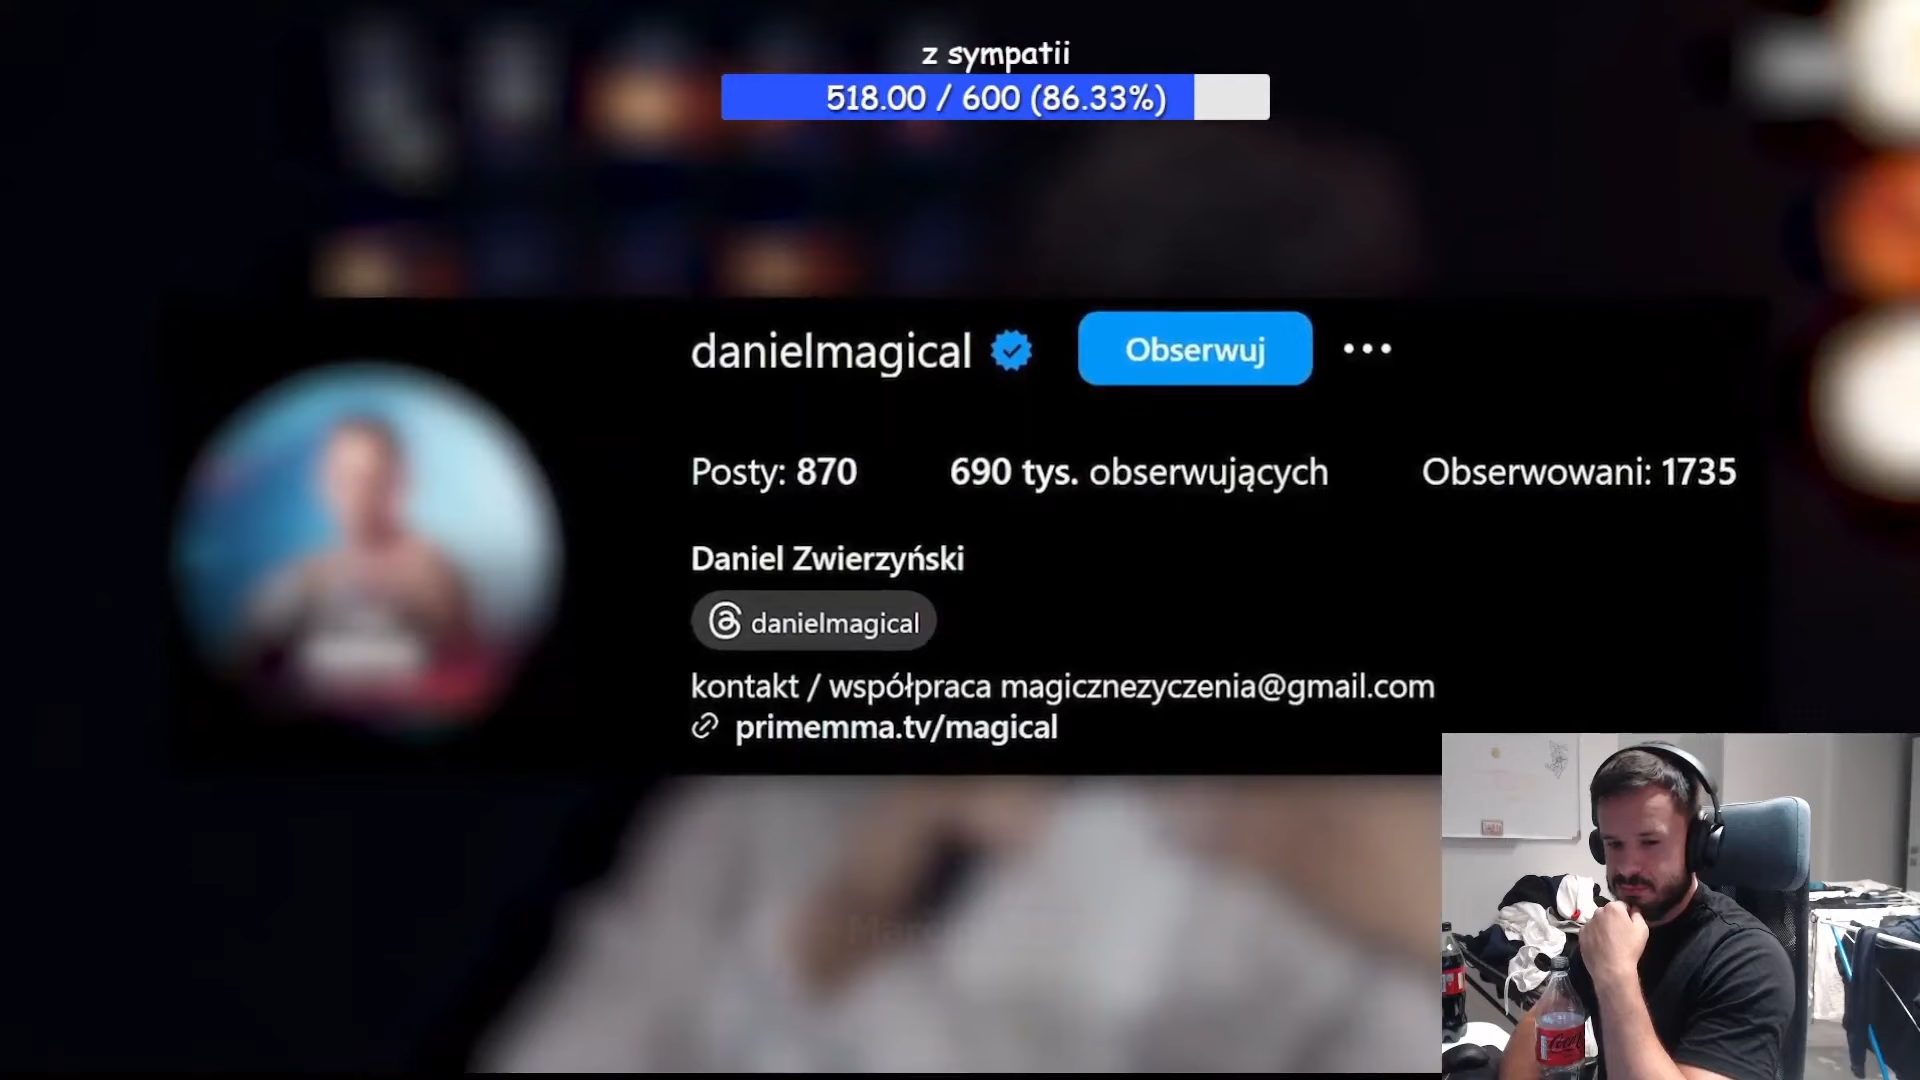 z sympatii
518.00 / 600 (86.33%)
danielmagical
Obserwuj
Posty: 870
690 tys. obserwujących
Obserwowani: 1735
Daniel Zwierzyński
danielmagical
kontakt / współpraca magicznezyczenia@gmail.com
primemma.tv/magical